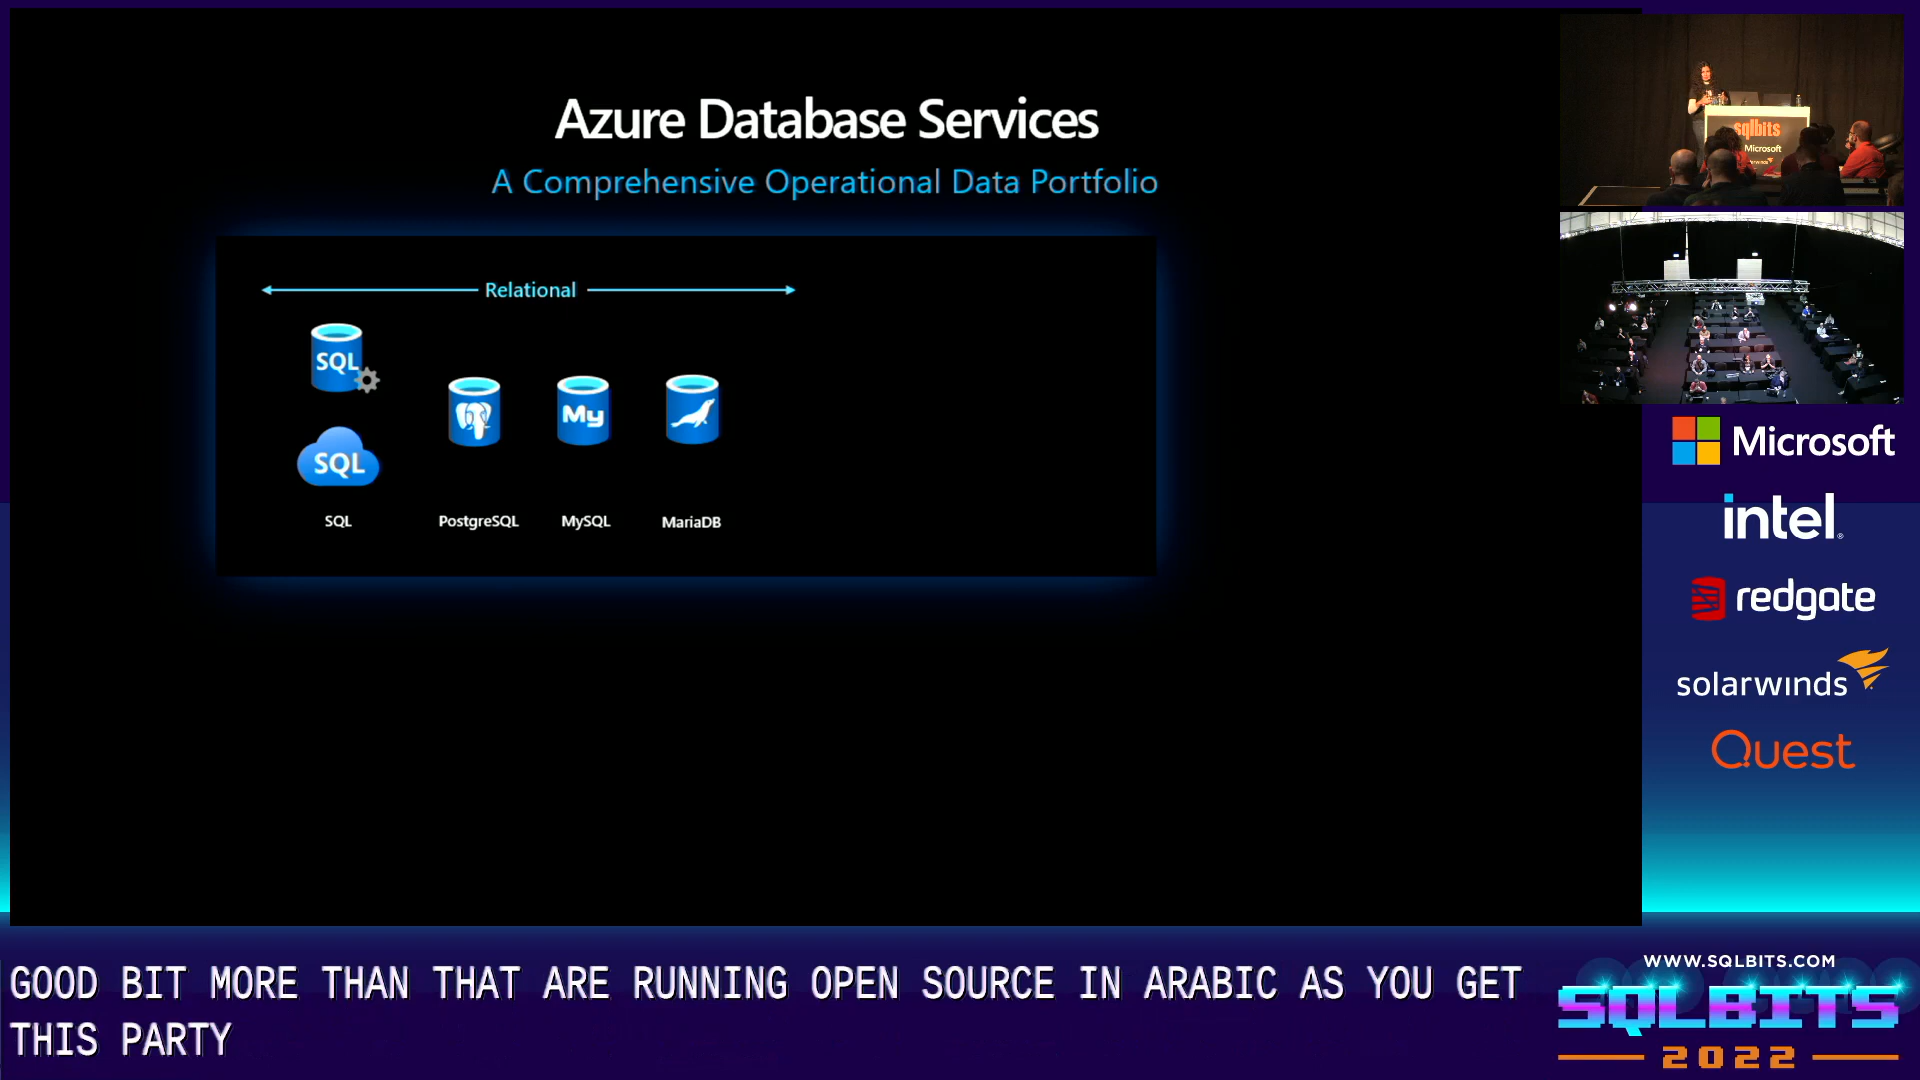 Azure Database Services
A Comprehensive Operational Data Portfolio
Relational
SQL
SQL
My
SQL
PostgreSQL
MySQL
MariaDB
sqlbits
Microsoft
Microsoft
intel
redgate
solarwinds
Quest
GOOD BIT MORE THAN THAT ARE RUNNING OPEN SOURCE IN ARABIC AS YOU GET
THIS PARTY
WWW.SQLBITS.COM
SQLBITS
2022